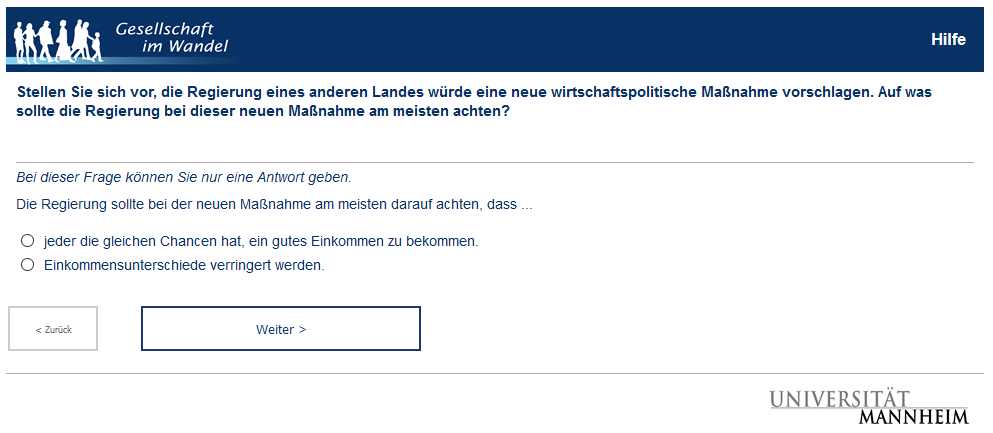 Gesellschaft
im Wandel
Hilfe
Stellen Sie sich vor, die Regierung eines anderen Landes würde eine neue wirtschaftspolitische Maßnahme vorschlagen. Auf was
sollte die Regierung bei dieser neuen Maßnahme am meisten achten?
Bei dieser Frage können Sie nur eine Antwort geben.
Die Regierung sollte bei der neuen Maßnahme am meisten darauf achten, dass ...
jeder die gleichen Chancen hat, ein gutes Einkommen zu bekommen.
Einkommensunterschiede verringert werden.
< Zurück
Weiter >
UNIVERSITÄT
MANNHEIM